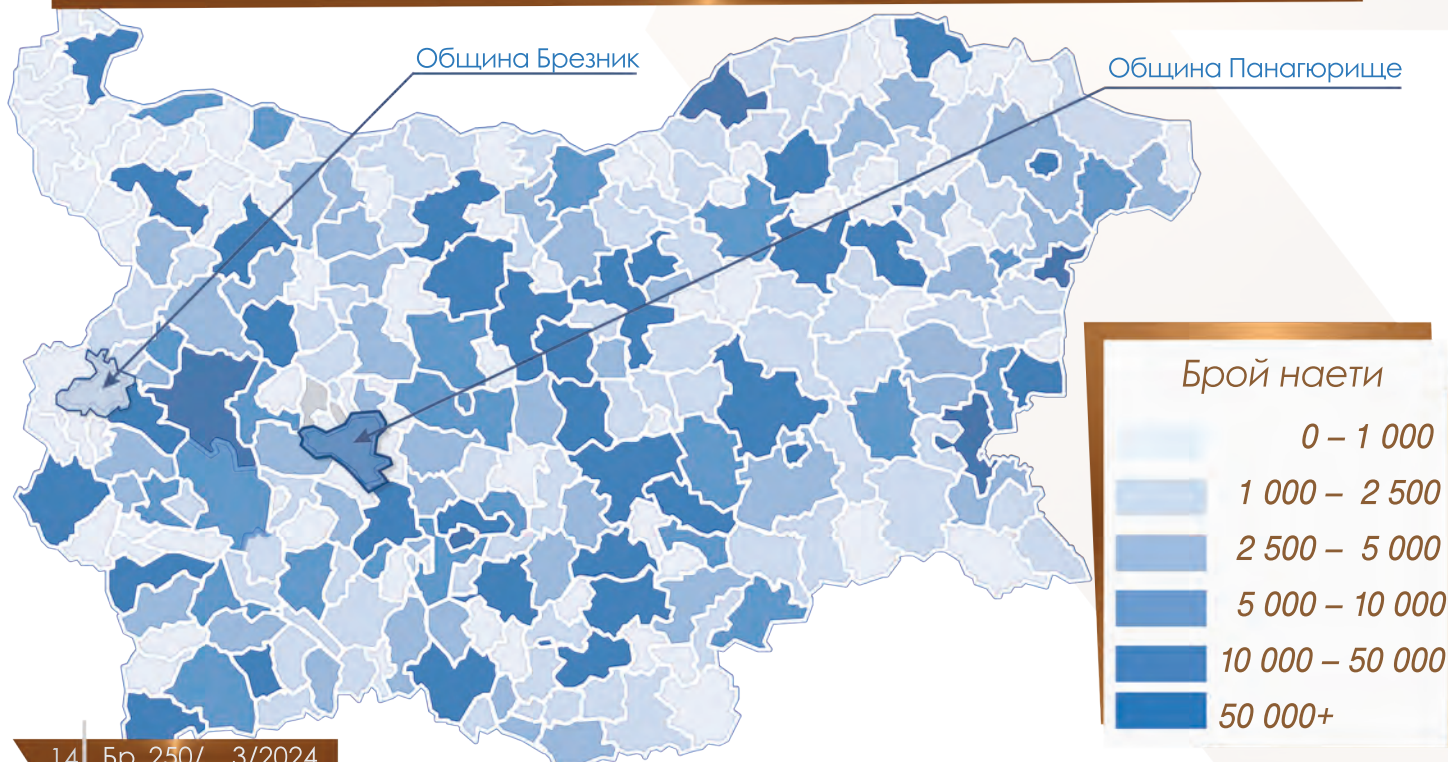 Община Брезник
Община Панагюрище
Брой наети
0 – 1 000
1 000 – 2 500
2 500 – 5 000
5 000 – 10 000
10 000 – 50 000
50 000+
14 Бр. 250/ 3/2024